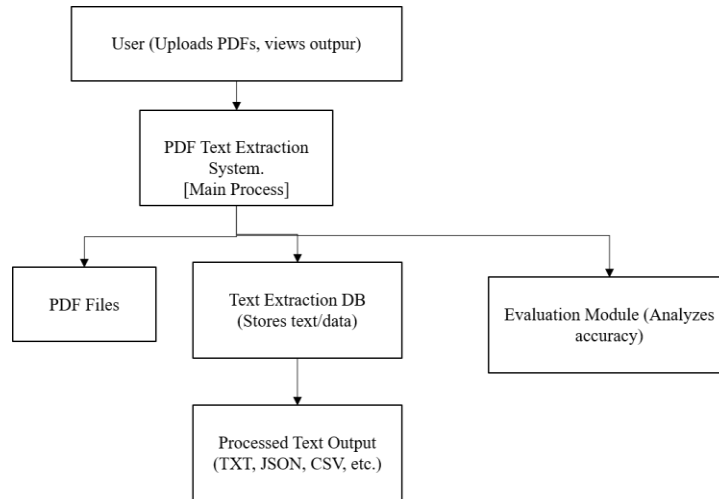 User (Uploads PDFs, views outpur)
PDF Text Extraction
System.
[Main Process]
PDF Files
Text Extraction DB
(Stores text/data)
Evaluation Module (Analyzes
accuracy)
Processed Text Output
(TXT, JSON, CSV, etc.)